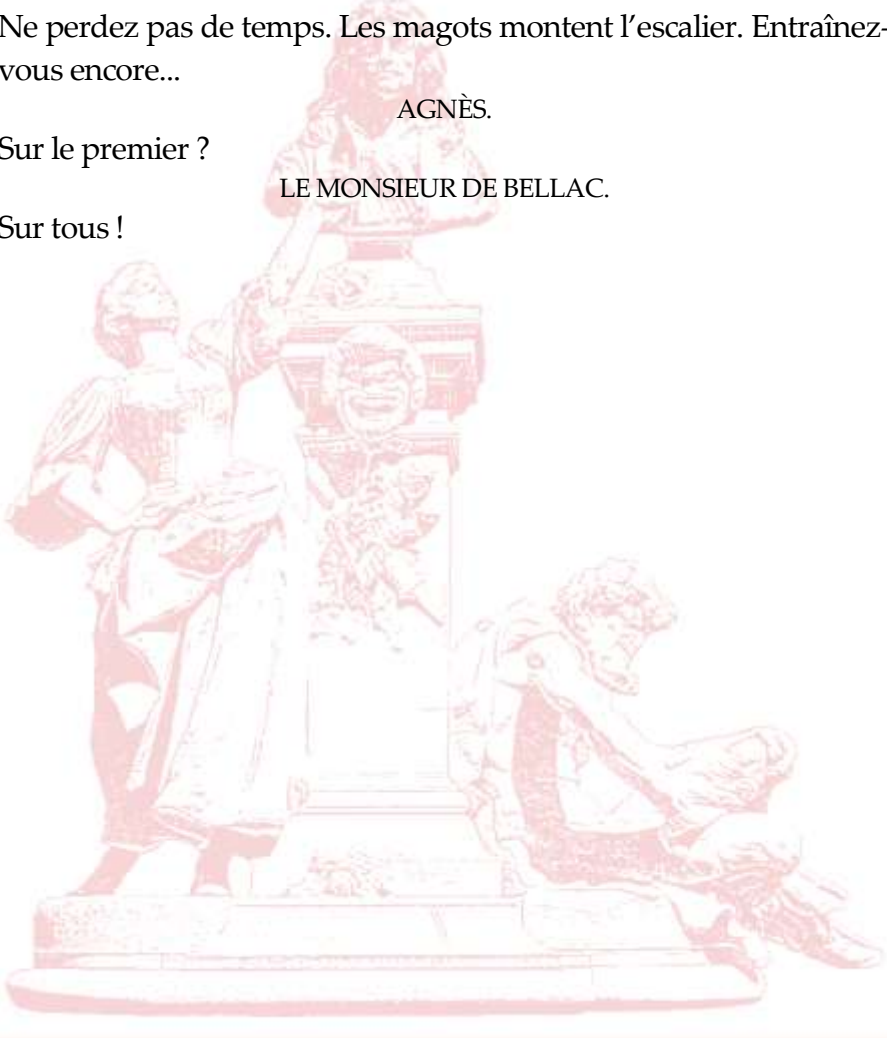 Ne perdez pas de temps. Les magots montent l’escalier. Entraînez-
vous encore...
AGNÈS.
Sur le premier ?
LE MONSIEUR DE BELLAC.
Sur tous !